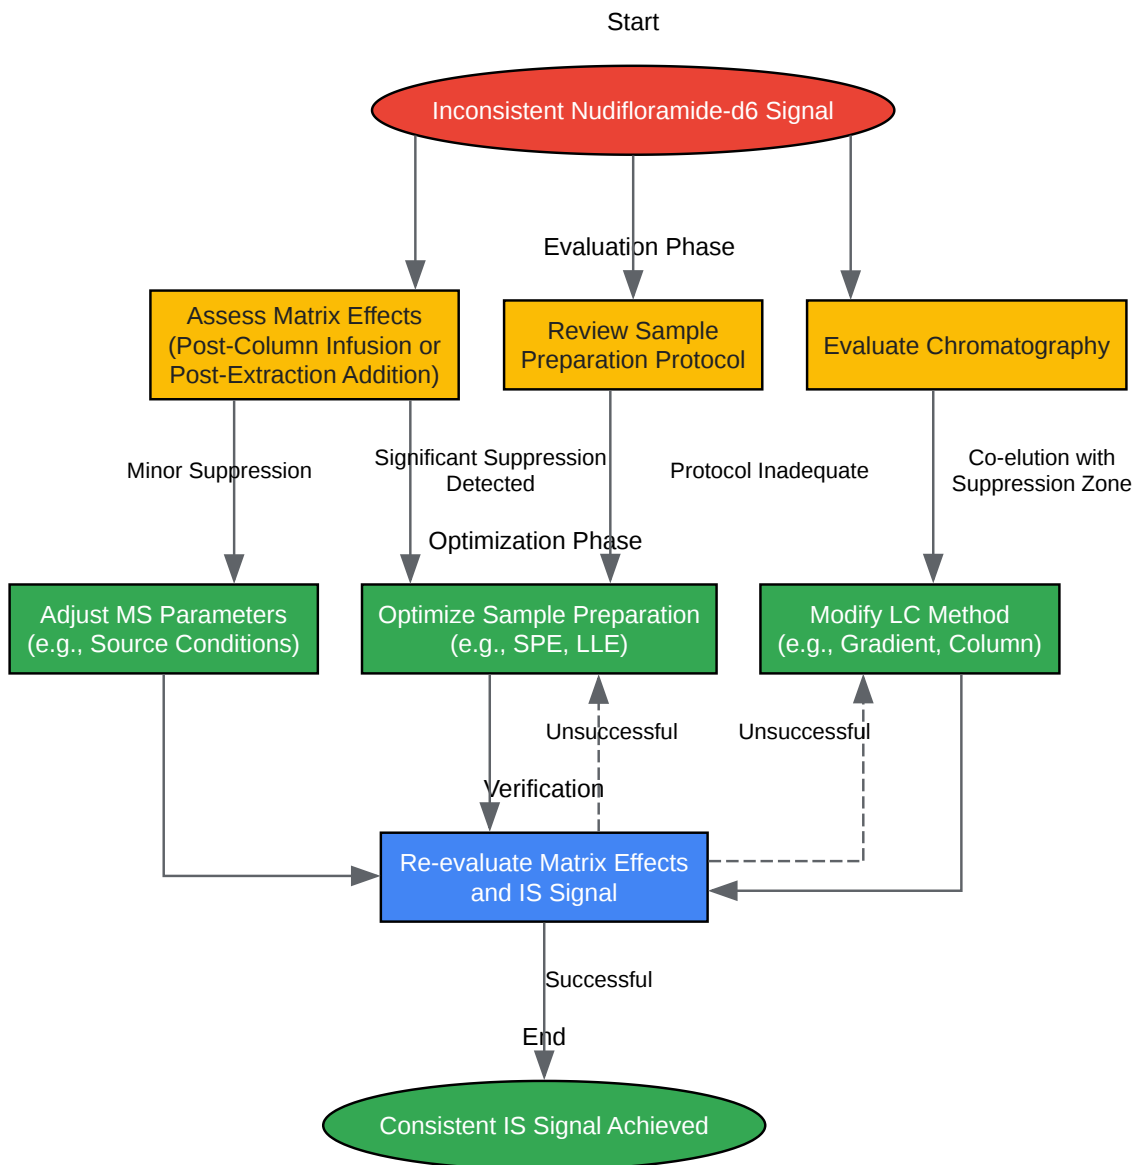 Start
Inconsistent Nudifloramide-d6 Signal
Evaluation Phase
Assess Matrix Effects
(Post-Column Infusion or
Post-Extraction Addition)
Review Sample
Preparation Protocol
Evaluate Chromatography
Minor Suppression
Significant Suppression
Detected
Protocol Inadequate
Co-elution with
Suppression Zone
Optimization Phase
Adjust MS Parameters
(e.g., Source Conditions)
Optimize Sample Preparation
(e.g., SPE, LLE)
Modify LC Method
(e.g., Gradient, Column)
Unsuccessful
Unsuccessful
Verification
Re-evaluate Matrix Effects
and IS Signal
Successful
End
Consistent IS Signal Achieved